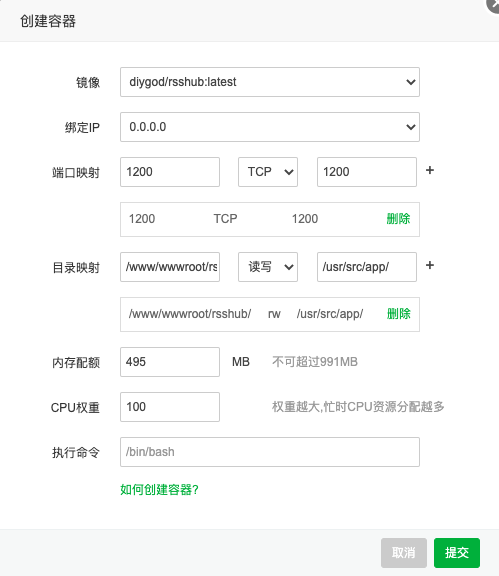 创建容器
镜像 diygod/rsshub:latest
绑定IP 0.0.0.0
端口映射 1200 TCP 1200 +
1200 TCP 1200 删除
目录映射 /www/wwwroot/rs 读写 /usr/src/app/ +
/www/wwwroot/rsshub/ rw /usr/src/app/ 删除
内存配额 495 MB 不可超过991MB
CPU权重 100 权重越大,忙时CPU资源分配越多
执行命令 /bin/bash
如何创建容器?
取消 提交